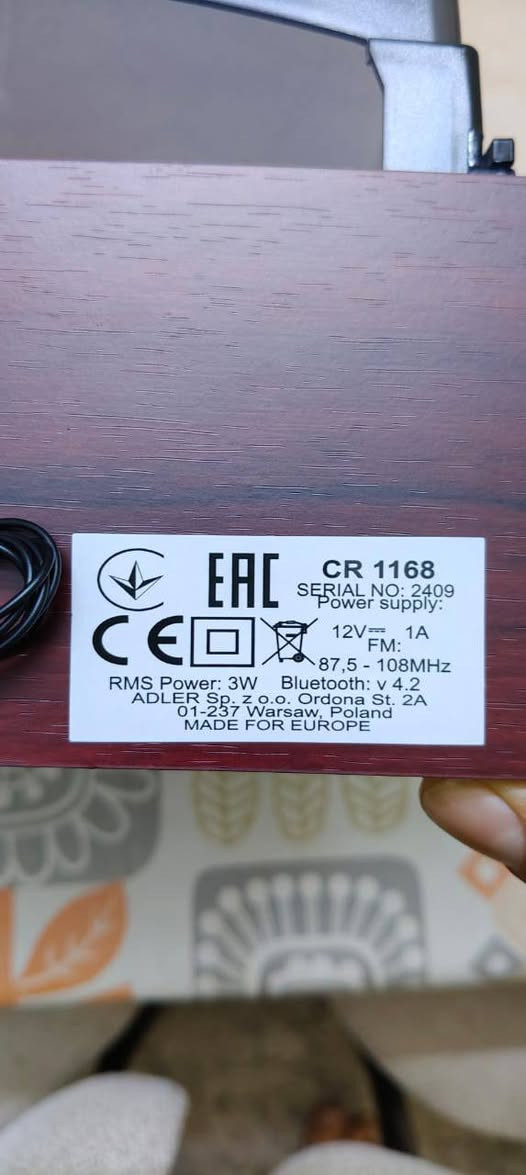 EAC
CR 1168
SERIAL NO: 2409
Power supply:
CE
12V⎓ 1A
FM:
87,5 - 108MHz
RMS Power: 3W Bluetooth: v 4.2
ADLER Sp. z o.o. Ordona St. 2A
01-237 Warsaw, Poland
MADE FOR EUROPE